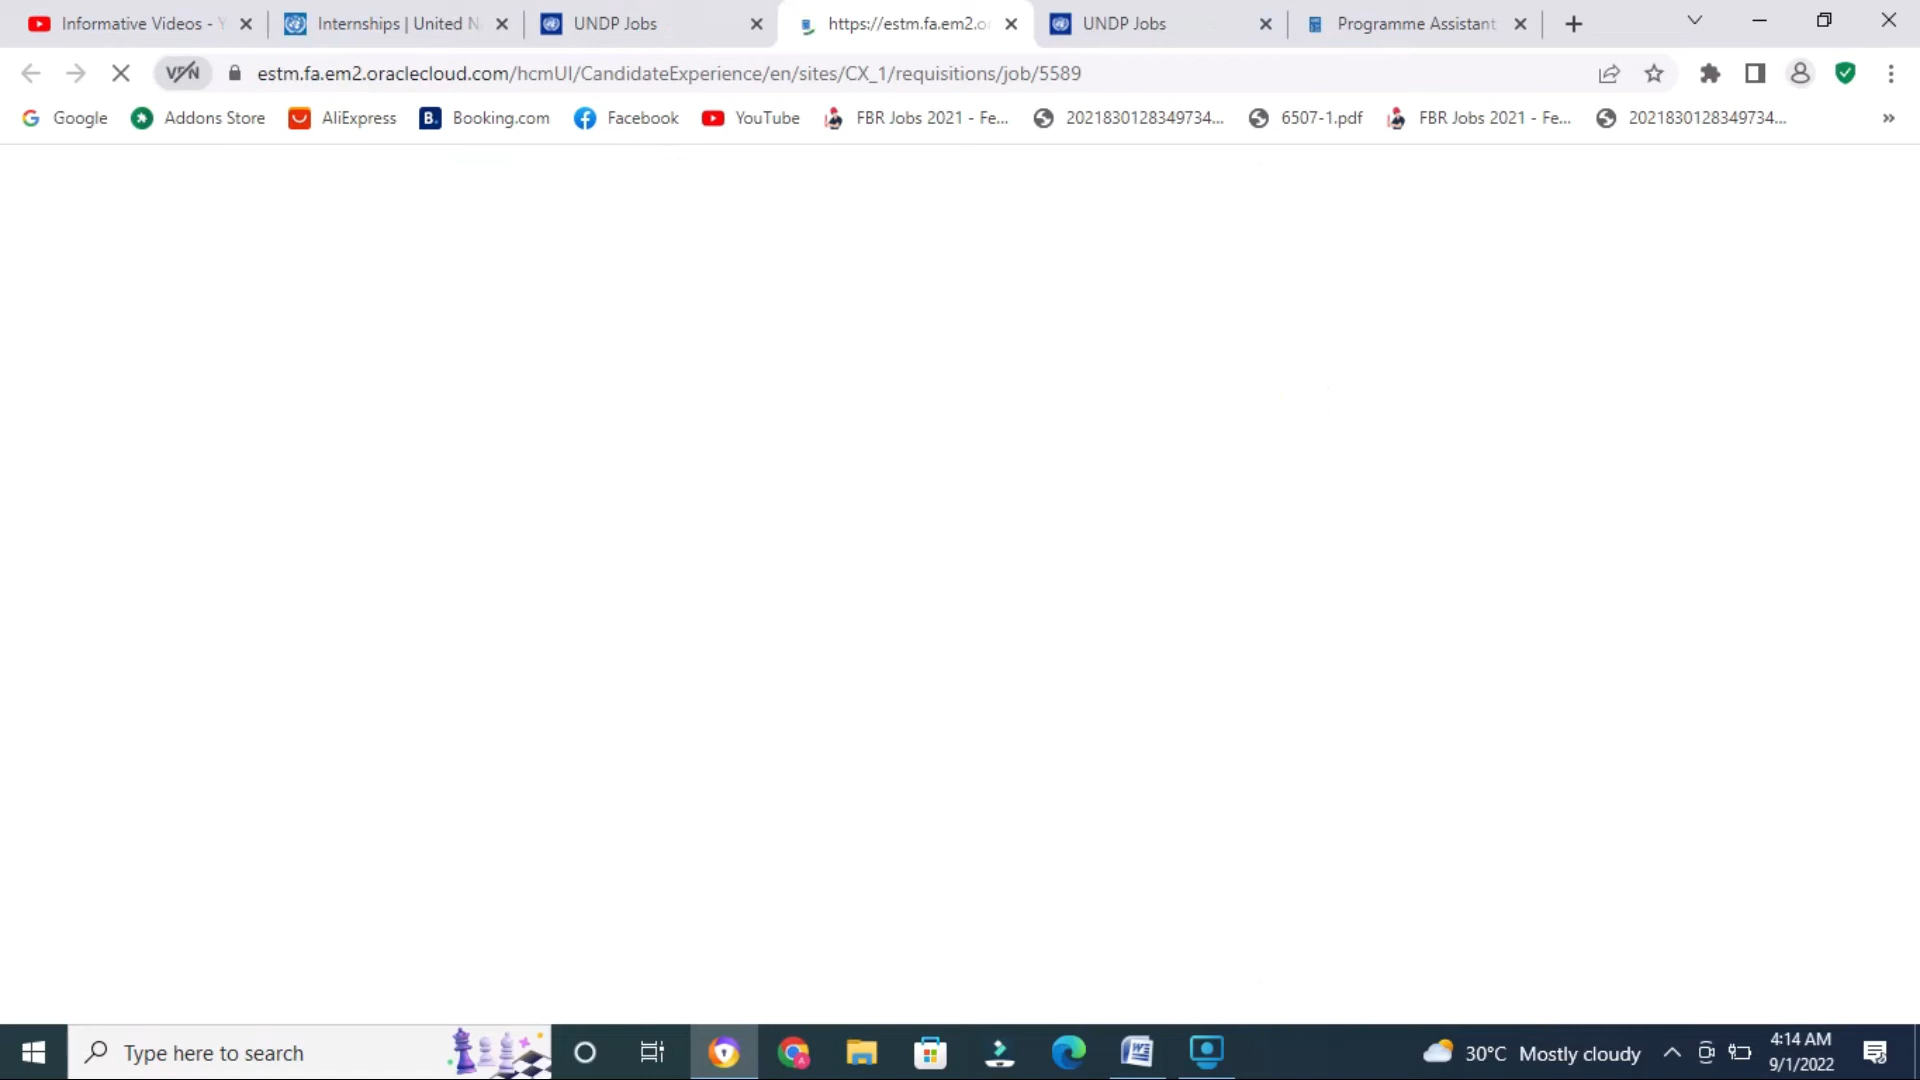 Informative Videos - Y
Internships | United N
UNDP Jobs
https://estm.fa.em2.or
UNDP Jobs
Programme Assistant
VPN
estm.fa.em2.oraclecloud.com/hcmUI/CandidateExperience/en/sites/CX_1/requisitions/job/5589
Google
Addons Store
AliExpress
B.
Booking.com
Facebook
YouTube
FBR Jobs 2021 - Fe...
2021830128349734...
6507-1.pdf
FBR Jobs 2021 - Fe...
2021830128349734...
»
Type here to search
30°C Mostly cloudy
4:14 AM
9/1/2022